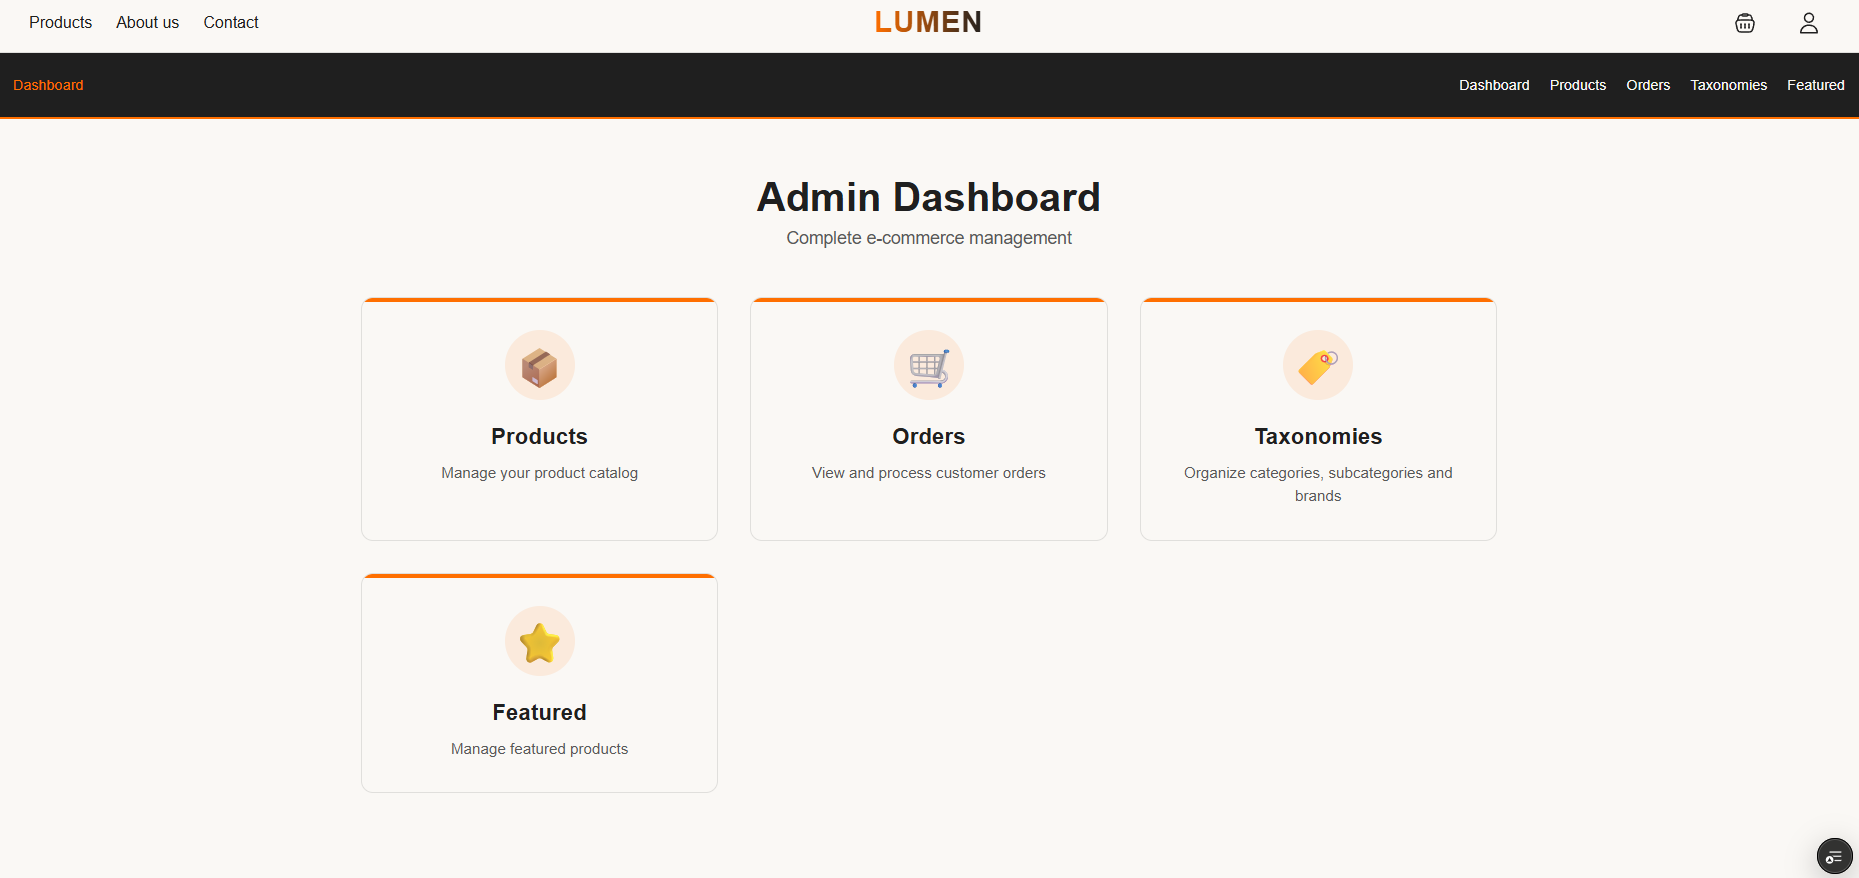 Products About us Contact
LUMEN
Dashboard
Dashboard Products Orders Taxonomies Featured
Admin Dashboard
Complete e-commerce management
Products
Manage your product catalog
Orders
View and process customer orders
Taxonomies
Organize categories, subcategories and
brands
Featured
Manage featured products